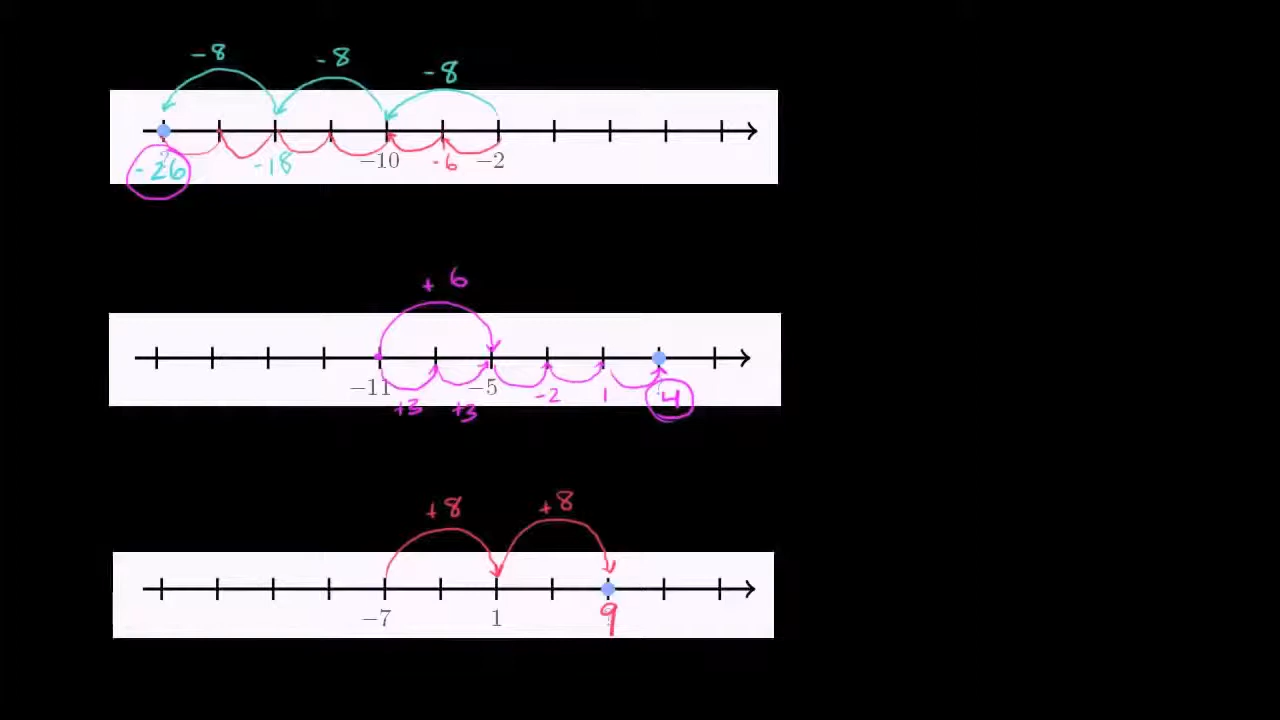 -8 -8 -8
-26 -18 -10 -6 -2
+ 6
-11 -5 -2 1 4
+3 +3
+8 +8
-7 1 9